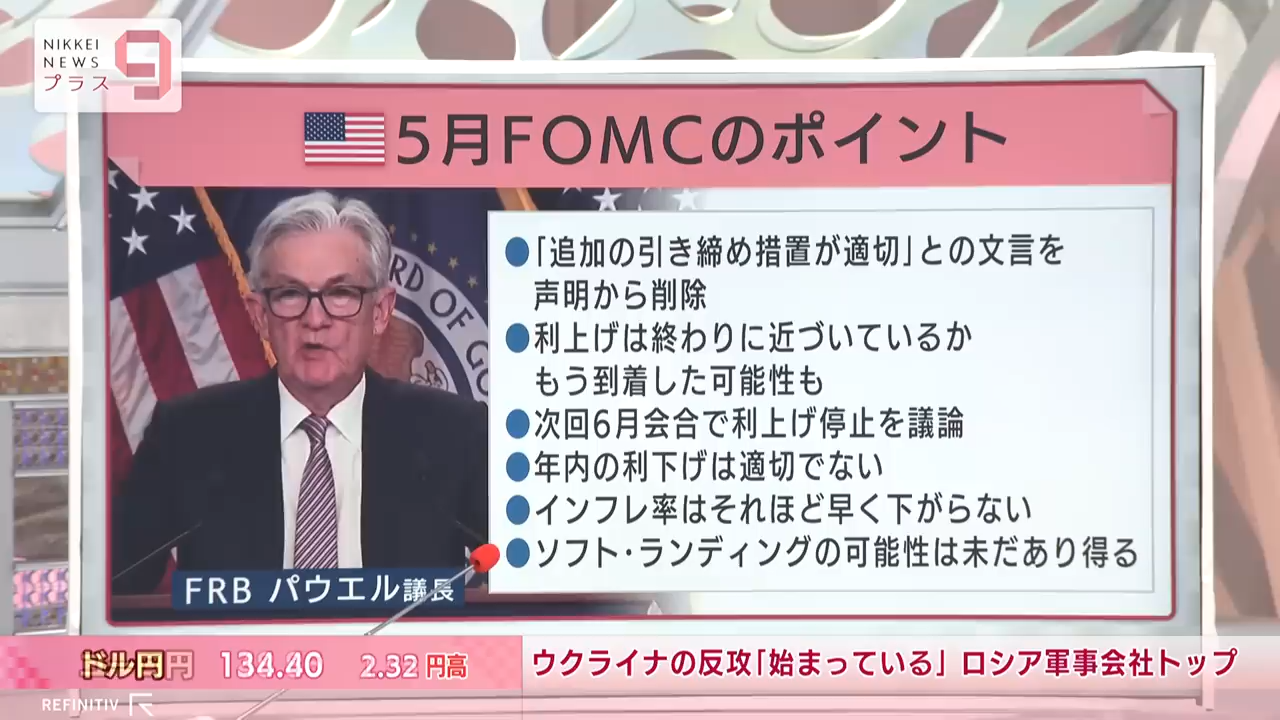 NIKKEI
NEWS
プラス 9
5月FOMCのポイント
RD OF GO
●「追加の引き締め措置が適切」との文言を
声明から削除
●利上げは終わりに近づいているか
もう到着した可能性も
●次回6月会合で利上げ停止を議論
●年内の利下げは適切でない
●インフレ率はそれほど早く下がらない
●ソフト・ランディングの可能性は未だあり得る
FRB パウエル議長
ドル円 134.40 2.32 円高
ウクライナの反攻「始まっている」 ロシア軍事会社トップ
REFINITIV